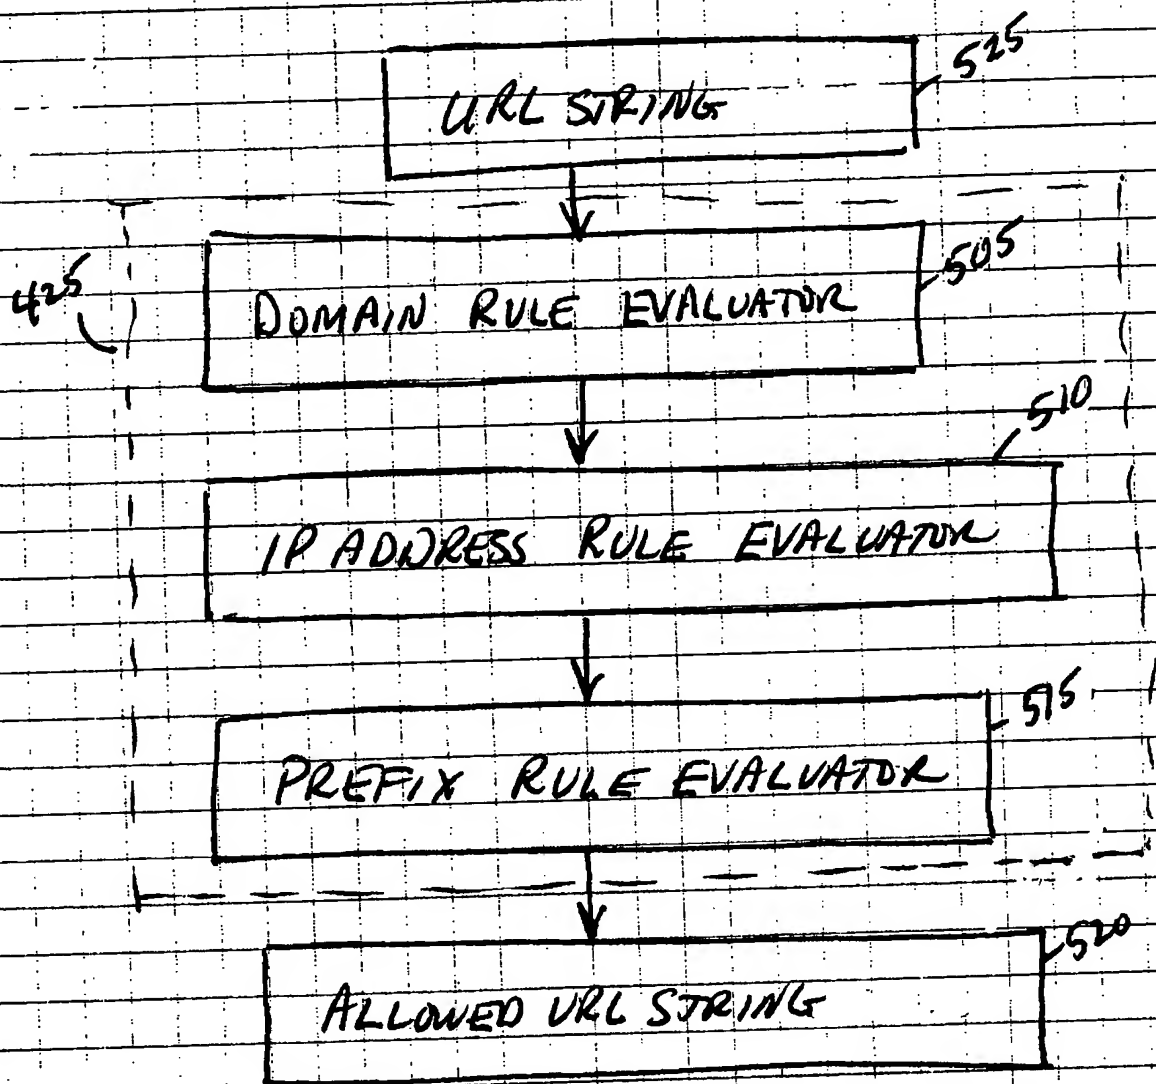 525
URL STRING
505
425
DOMAIN RULE EVALUATOR
510
IP ADDRESS RULE EVALUATOR
515
PREFIX RULE EVALUATOR
520
ALLOWED URL STRING